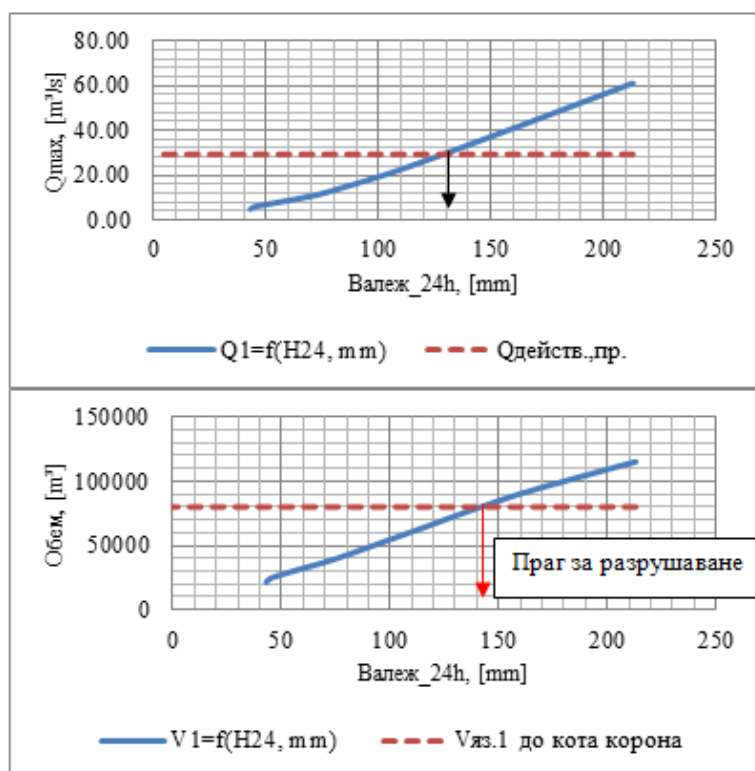 80.00
60.00
40.00
20.00
0.00
Qmax, [m³/s]
0 50 100 150 200 250
Валеж_24h, [mm]
Q1=f(H24, mm) Qдейств.,пр.
150000
100000
50000
0
Обем, [m³]
Праг за разрушаване
0 50 100 150 200 250
Валеж_24h, [mm]
V1=f(H24, mm) Vяз.1 до кота корона